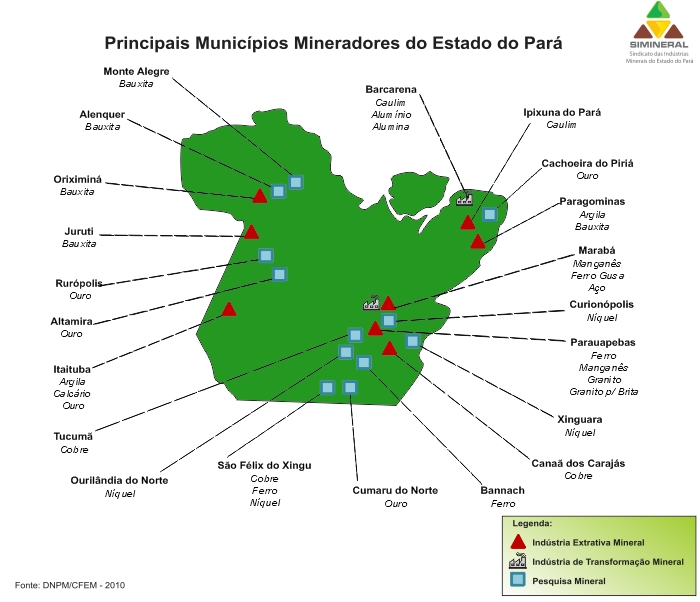 Principais Municípios Mineradores do Estado do Pará
SIMINERAL
Sindicato das Indústrias
Minerais do Estado do Pará
Monte Alegre
Bauxita
Alenquer
Bauxita
Oriximiná
Bauxita
Juruti
Bauxita
Rurópolis
Ouro
Altamira
Ouro
Itaituba
Argila
Calcário
Ouro
Tucumã
Cobre
Ourilândia do Norte
Níquel
São Félix do Xingu
Cobre
Ferro
Níquel
Cumaru do Norte
Ouro
Bannach
Ferro
Canaã dos Carajás
Cobre
Xinguara
Níquel
Parauapebas
Ferro
Manganês
Granito
Granito p/ Brita
Curionópolis
Níquel
Marabá
Manganês
Ferro Gusa
Aço
Paragominas
Argila
Bauxita
Cachoeira do Piriá
Ouro
Ipixuna do Pará
Caulim
Barcarena
Caulim
Alumínio
Alumina
Legenda:
Indústria Extrativa Mineral
Indústria de Transformação Mineral
Pesquisa Mineral
Fonte: DNPM/CFEM - 2010